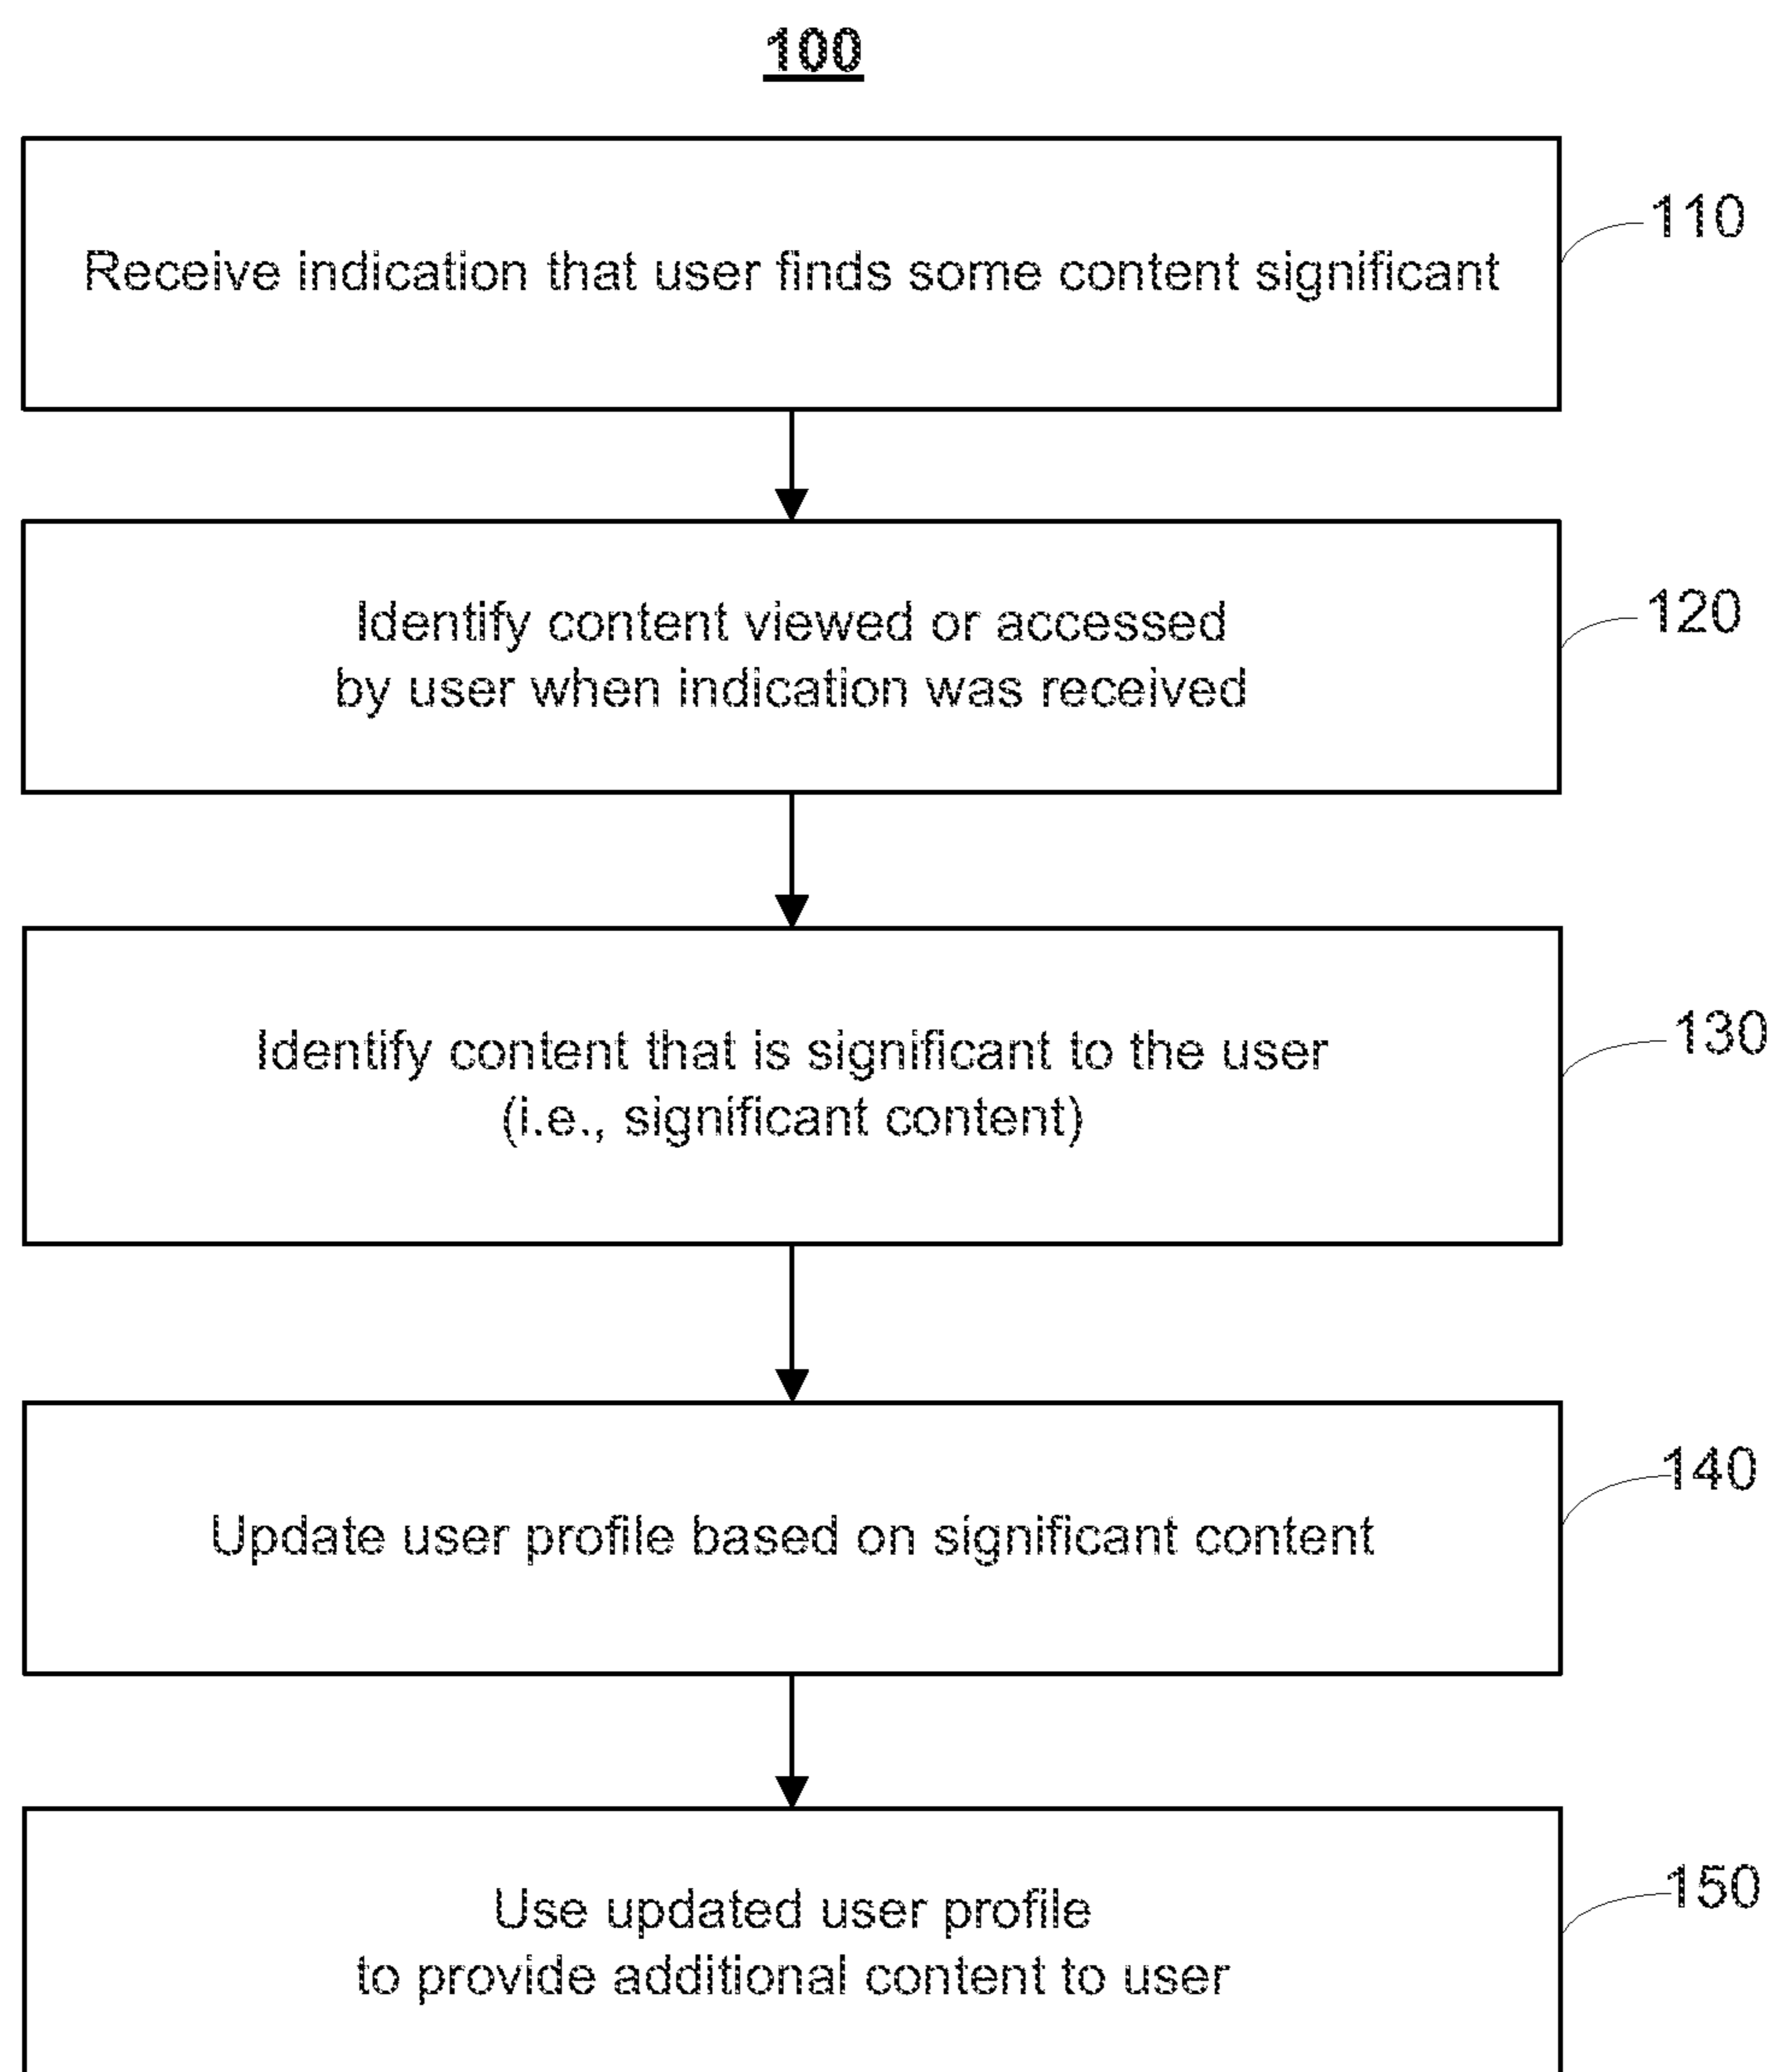 100
Receive indication that user finds some content significant
110
Identify content viewed or accessed
by user when indication was received
120
Identify content that is significant to the user
(i.e., significant content)
130
Update user profile based on significant content
140
Use updated user profile
to provide additional content to user
150